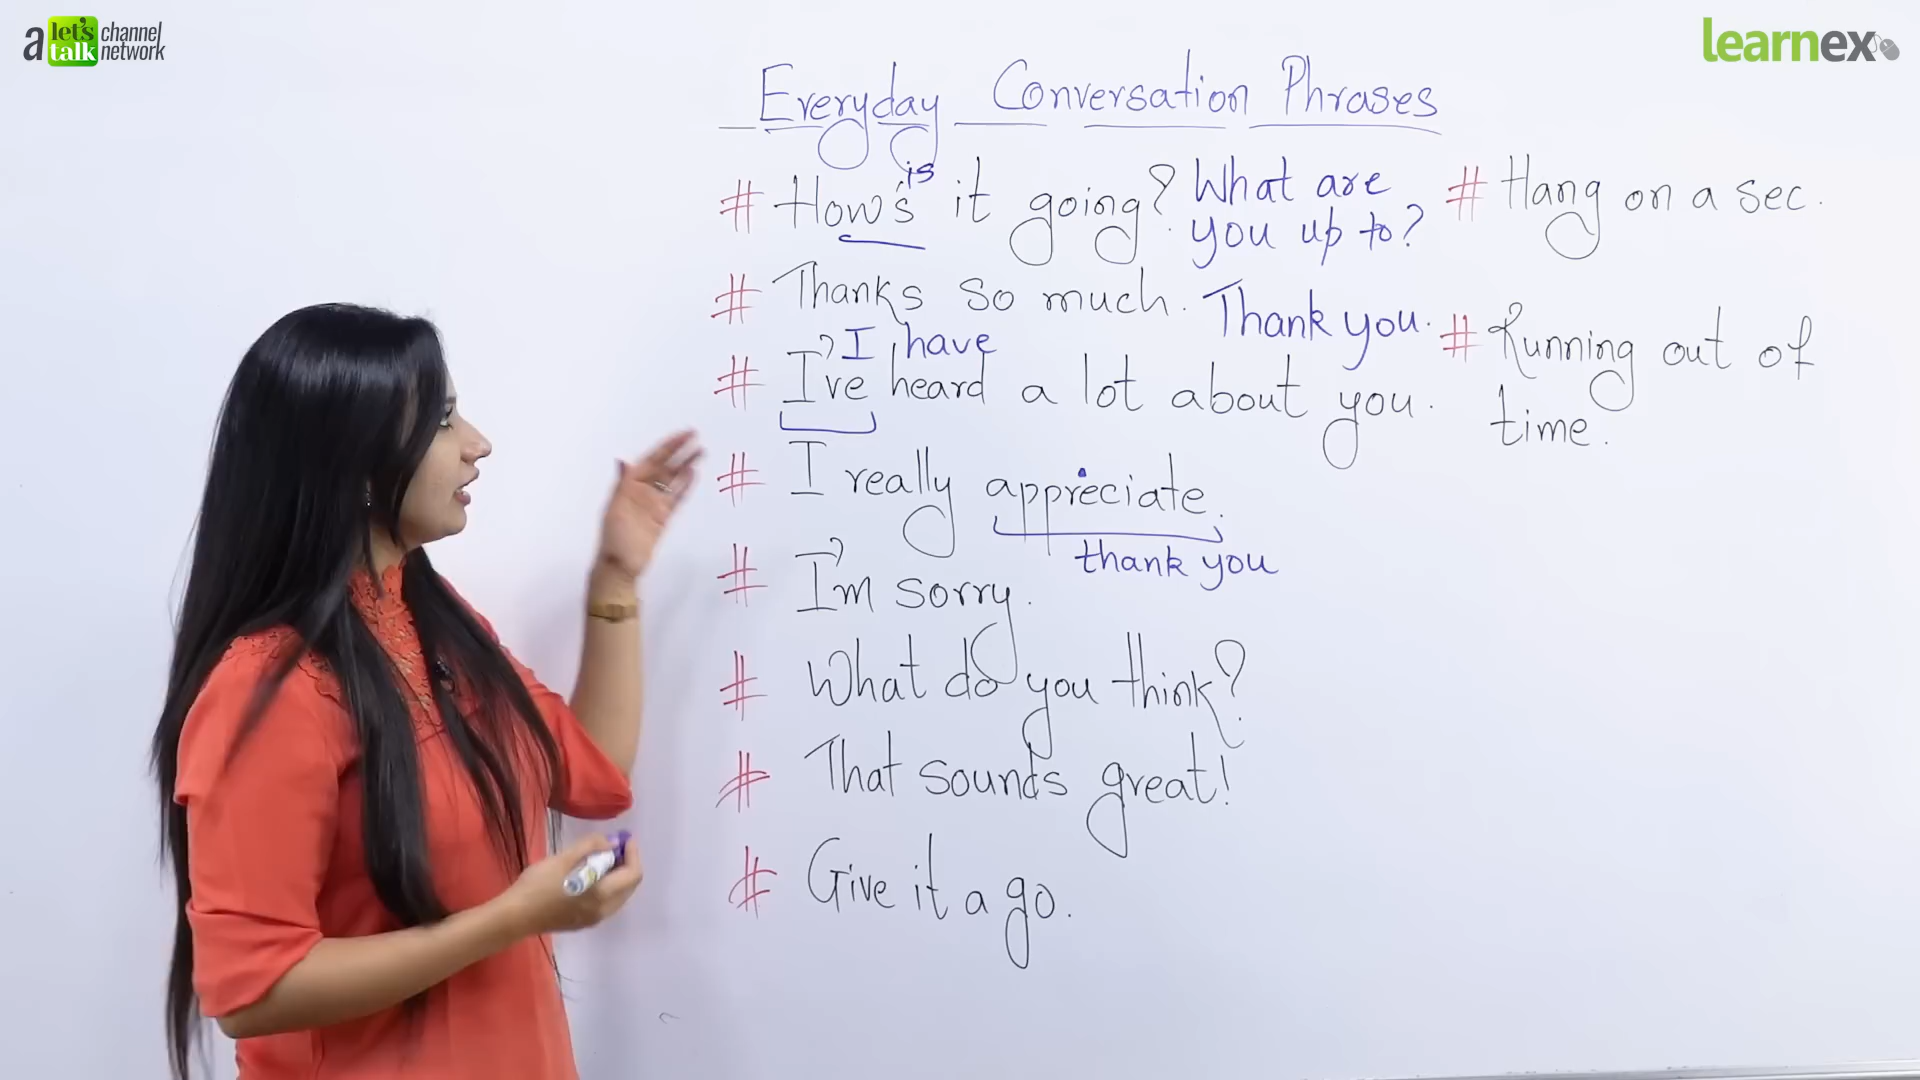 a let's talk channel network
learnex
Everyday Conversation Phrases
is
# How's it going?
What are
you up to?
# Thanks so much.
Thank you.
I have
# I've heard a lot about you.
# I really appreciate.
thank you
# I'm sorry.
# What do you think?
# That sounds great!
# Give it a go.
# Hang on a sec.
# Running out of
time.